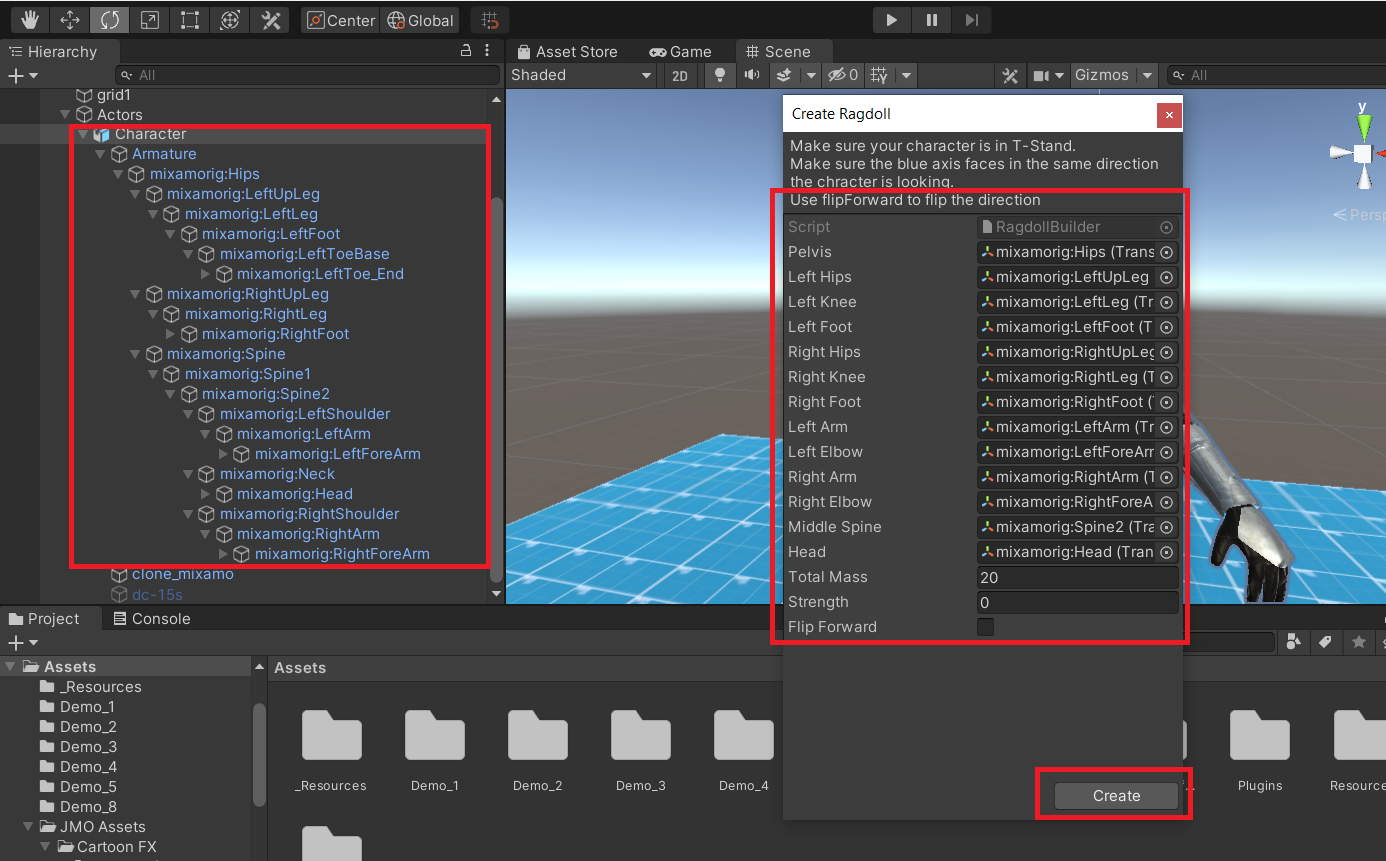 Center
Global
Hierarchy
All
grid1
Actors
Character
Armature
mixamorig:Hips
mixamorig:LeftUpLeg
mixamorig:LeftLeg
mixamorig:LeftFoot
mixamorig:LeftToeBase
mixamorig:LeftToe_End
mixamorig:RightUpLeg
mixamorig:RightLeg
mixamorig:RightFoot
mixamorig:Spine
mixamorig:Spine1
mixamorig:Spine2
mixamorig:LeftShoulder
mixamorig:LeftArm
mixamorig:LeftForeArm
mixamorig:Neck
mixamorig:Head
mixamorig:RightShoulder
mixamorig:RightArm
mixamorig:RightForeArm
clone_mixamo
dc-15s
Asset Store
Game
Scene
Shaded
2D
0
Gizmos
All
y
Persp
Create Ragdoll
Make sure your character is in T-Stand.
Make sure the blue axis faces in the same direction
the chracter is looking.
Use flipForward to flip the direction
Script RagdollBuilder
Pelvis mixamorig:Hips (Trans
Left Hips mixamorig:LeftUpLeg
Left Knee mixamorig:LeftLeg (Tr
Left Foot mixamorig:LeftFoot (T
Right Hips mixamorig:RightUpLeg
Right Knee mixamorig:RightLeg (T
Right Foot mixamorig:RightFoot (T
Left Arm mixamorig:LeftArm (Tr
Left Elbow mixamorig:LeftForeArm
Right Arm mixamorig:RightArm (T
Right Elbow mixamorig:RightForeA
Middle Spine mixamorig:Spine2 (Tra
Head mixamorig:Head (Tran
Total Mass 20
Strength 0
Flip Forward
Create
Project
Console
Assets
_Resources
Demo_1
Demo_2
Demo_3
Demo_4
Demo_5
Demo_8
JMO Assets
Cartoon FX
Assets
_Resources
Demo_1
Demo_2
Demo_3
Demo_4
Plugins
Resource